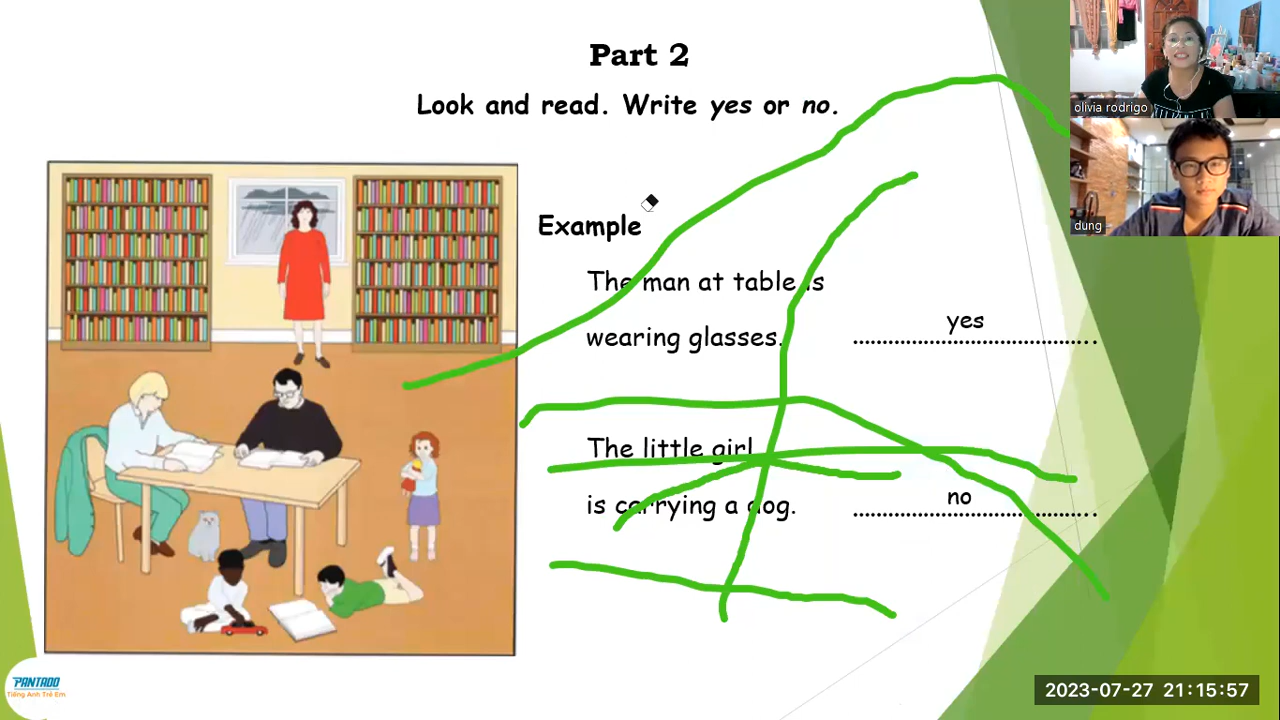 Part 2
Look and read. Write yes or no.
olivia rodrigo
dung
Example
The man at table is
wearing glasses.
yes
The little girl
is carrying a dog.
no
PANTADO
Tiếng Anh Trẻ Em
2023-07-27 21:15:57